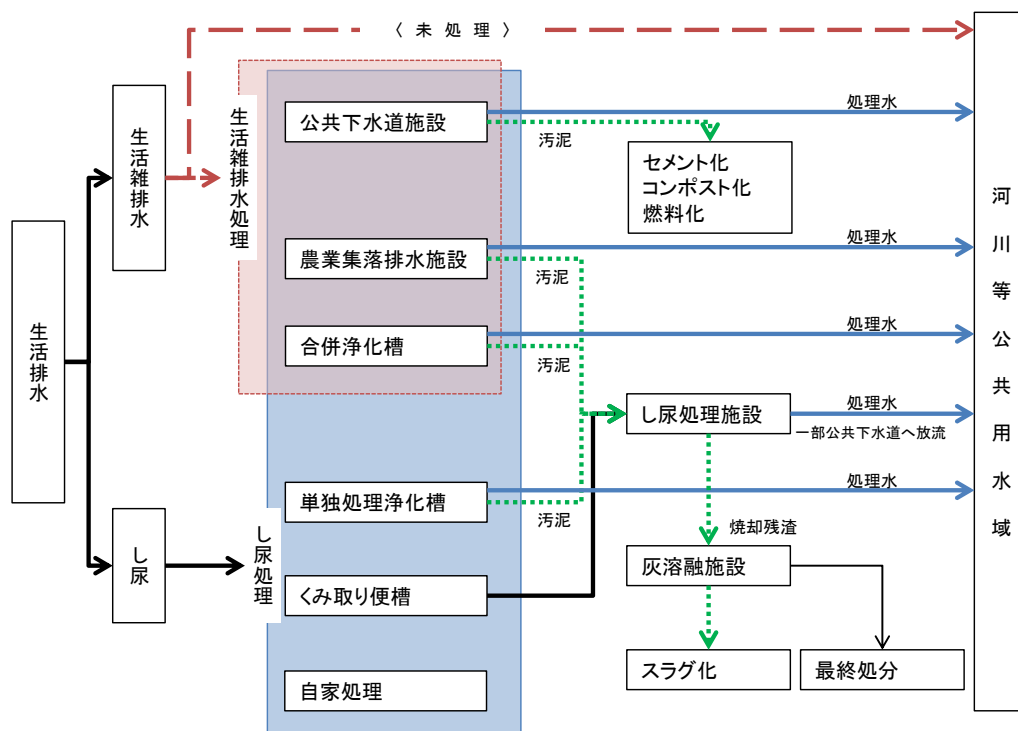 〈 未 処 理 〉
生活排水
生活雑排水
し尿
生活雑排水処理
し尿処理
公共下水道施設
汚泥
処理水
セメント化
コンポスト化
燃料化
農業集落排水施設
汚泥
処理水
合併浄化槽
汚泥
処理水
し尿処理施設
処理水
一部公共下水道へ放流
単独処理浄化槽
汚泥
処理水
焼却残渣
くみ取り便槽
灰溶融施設
自家処理
スラグ化
最終処分
河川等公共用水域